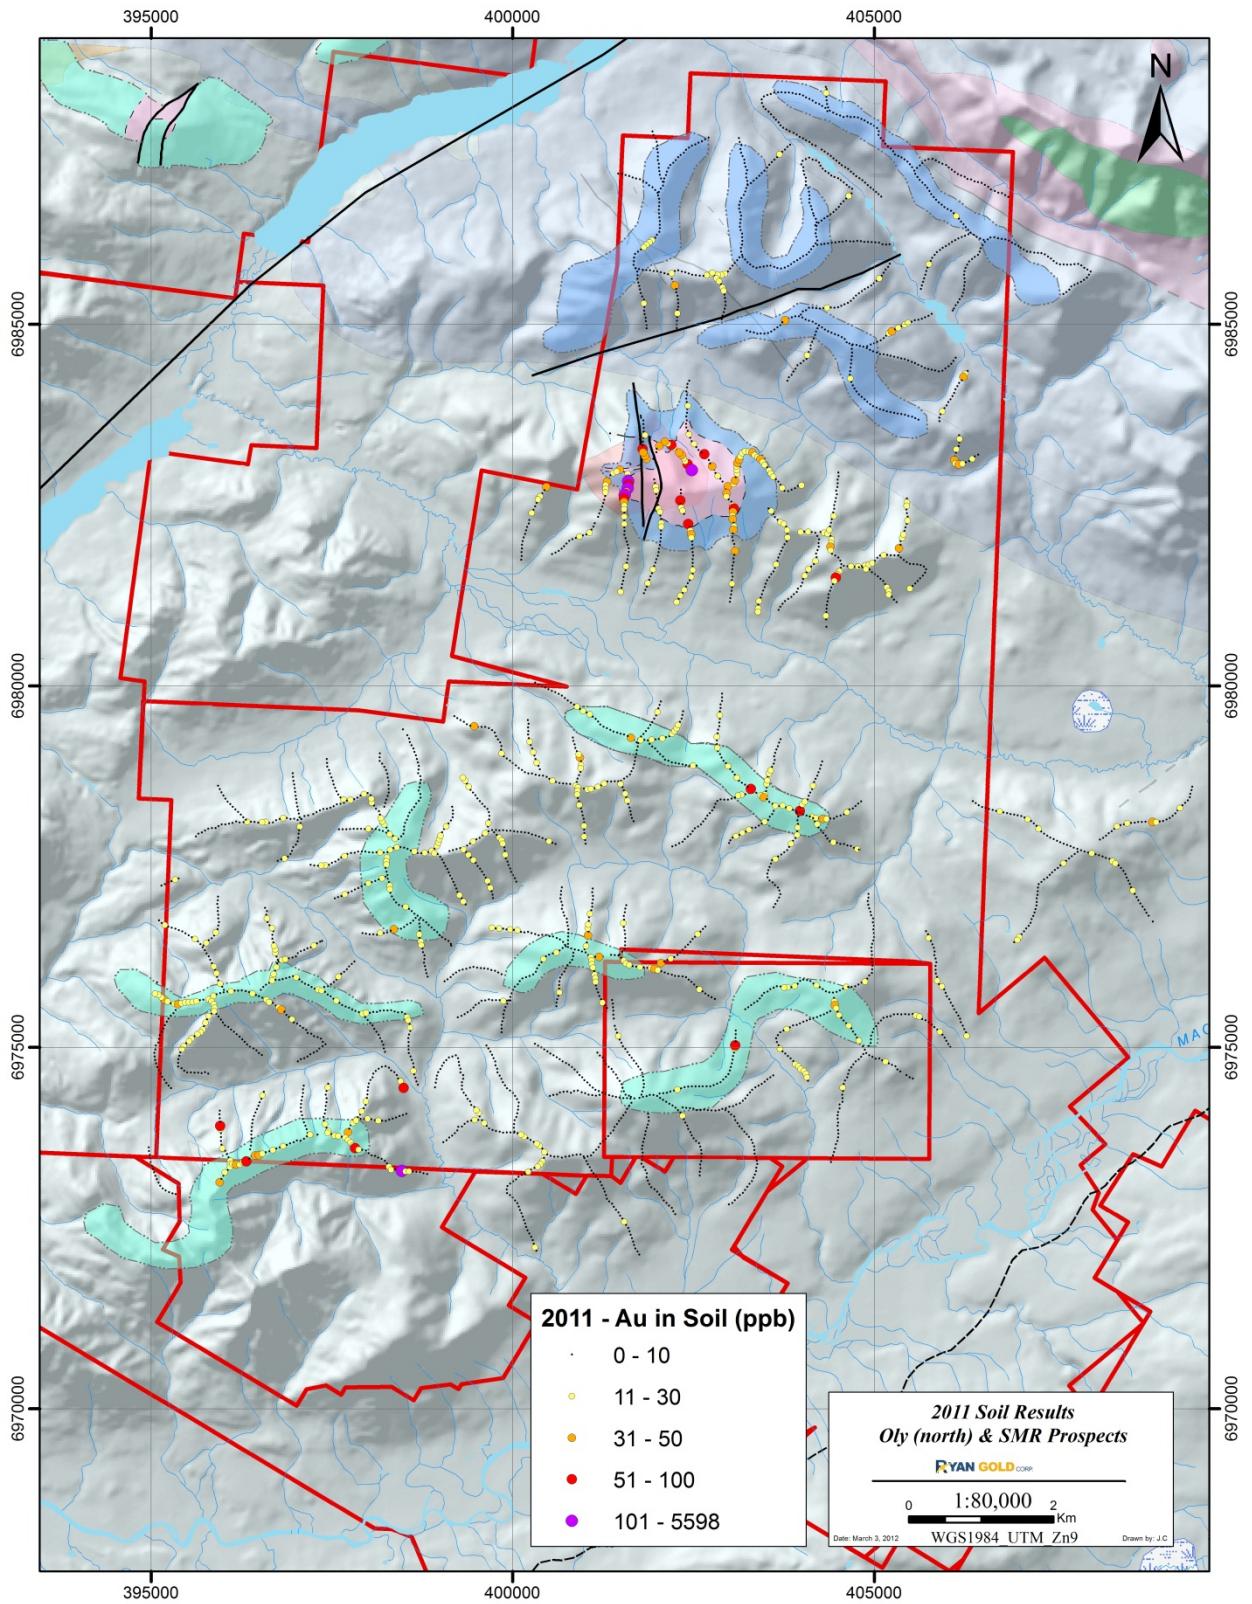 395000
400000
405000
N
6985000
6985000
6980000
6980000
6975000
6975000
MAC
6970000
6970000
2011 - Au in Soil (ppb)
0 - 10
11 - 30
31 - 50
51 - 100
101 - 5598
2011 Soil Results
Oly (north) & SMR Prospects
RYAN GOLD CORP.
0 1:80,000 2
Km
Date: March 3, 2012 WGS1984_UTM_Zn9 Drawn by: J.C
395000
400000
405000